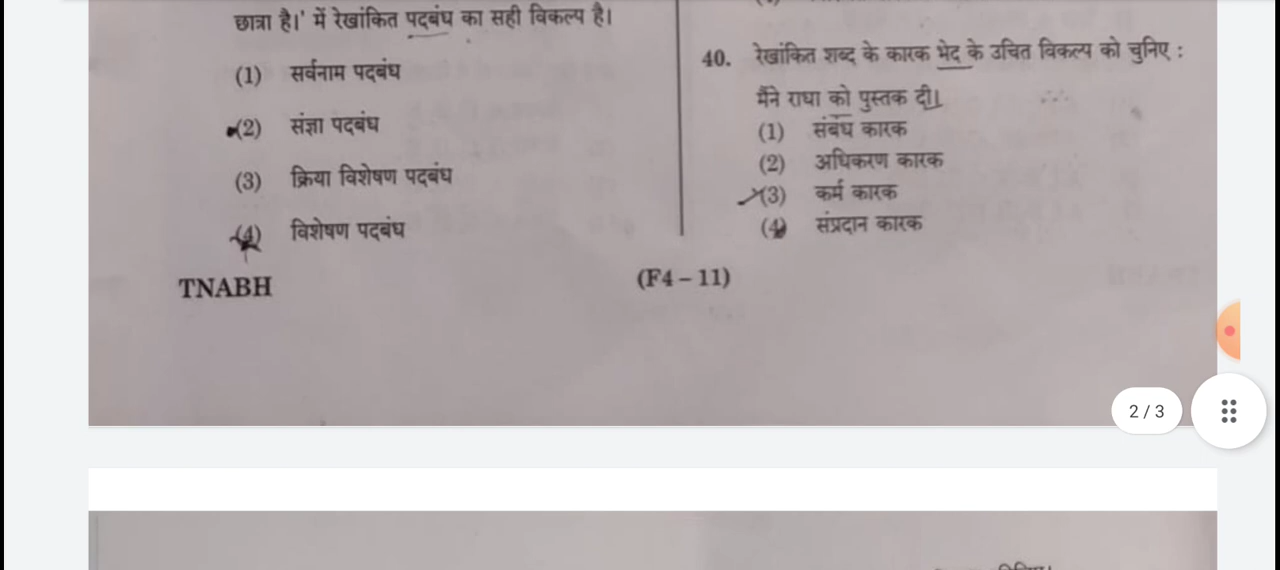 छात्रा है।' में रेखांकित पदबंध का सही विकल्प है।
(1) सर्वनाम पदबंध
(2) संज्ञा पदबंध
(3) क्रिया विशेषण पदबंध
(4) विशेषण पदबंध
40. रेखांकित शब्द के कारक भेद के उचित विकल्प को चुनिए :
मैंने राधा को पुस्तक दी।
(1) संबंध कारक
(2) अधिकरण कारक
(3) कर्म कारक
(4) संप्रदान कारक
TNABH
(F4 – 11)
2 / 3